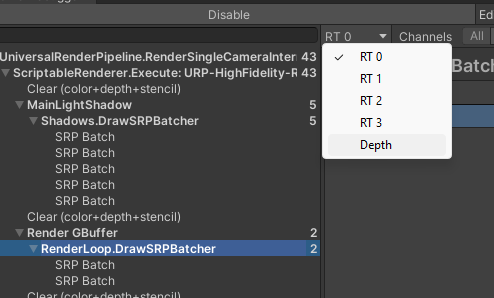 Disable
Ed
RT 0
Channels
All
UniversalRenderPipeline.RenderSingleCameraInter 43
ScriptableRenderer.Execute: URP-HighFidelity-R 43
Clear (color+depth+stencil)
MainLightShadow 5
Shadows.DrawSRPBatcher 5
SRP Batch
SRP Batch
SRP Batch
SRP Batch
SRP Batch
Clear (color+depth+stencil)
Render GBuffer 2
RenderLoop.DrawSRPBatcher 2
SRP Batch
SRP Batch
Clear (color+depth+stencil)
✓ RT 0
RT 1
RT 2
RT 3
Depth
Batch